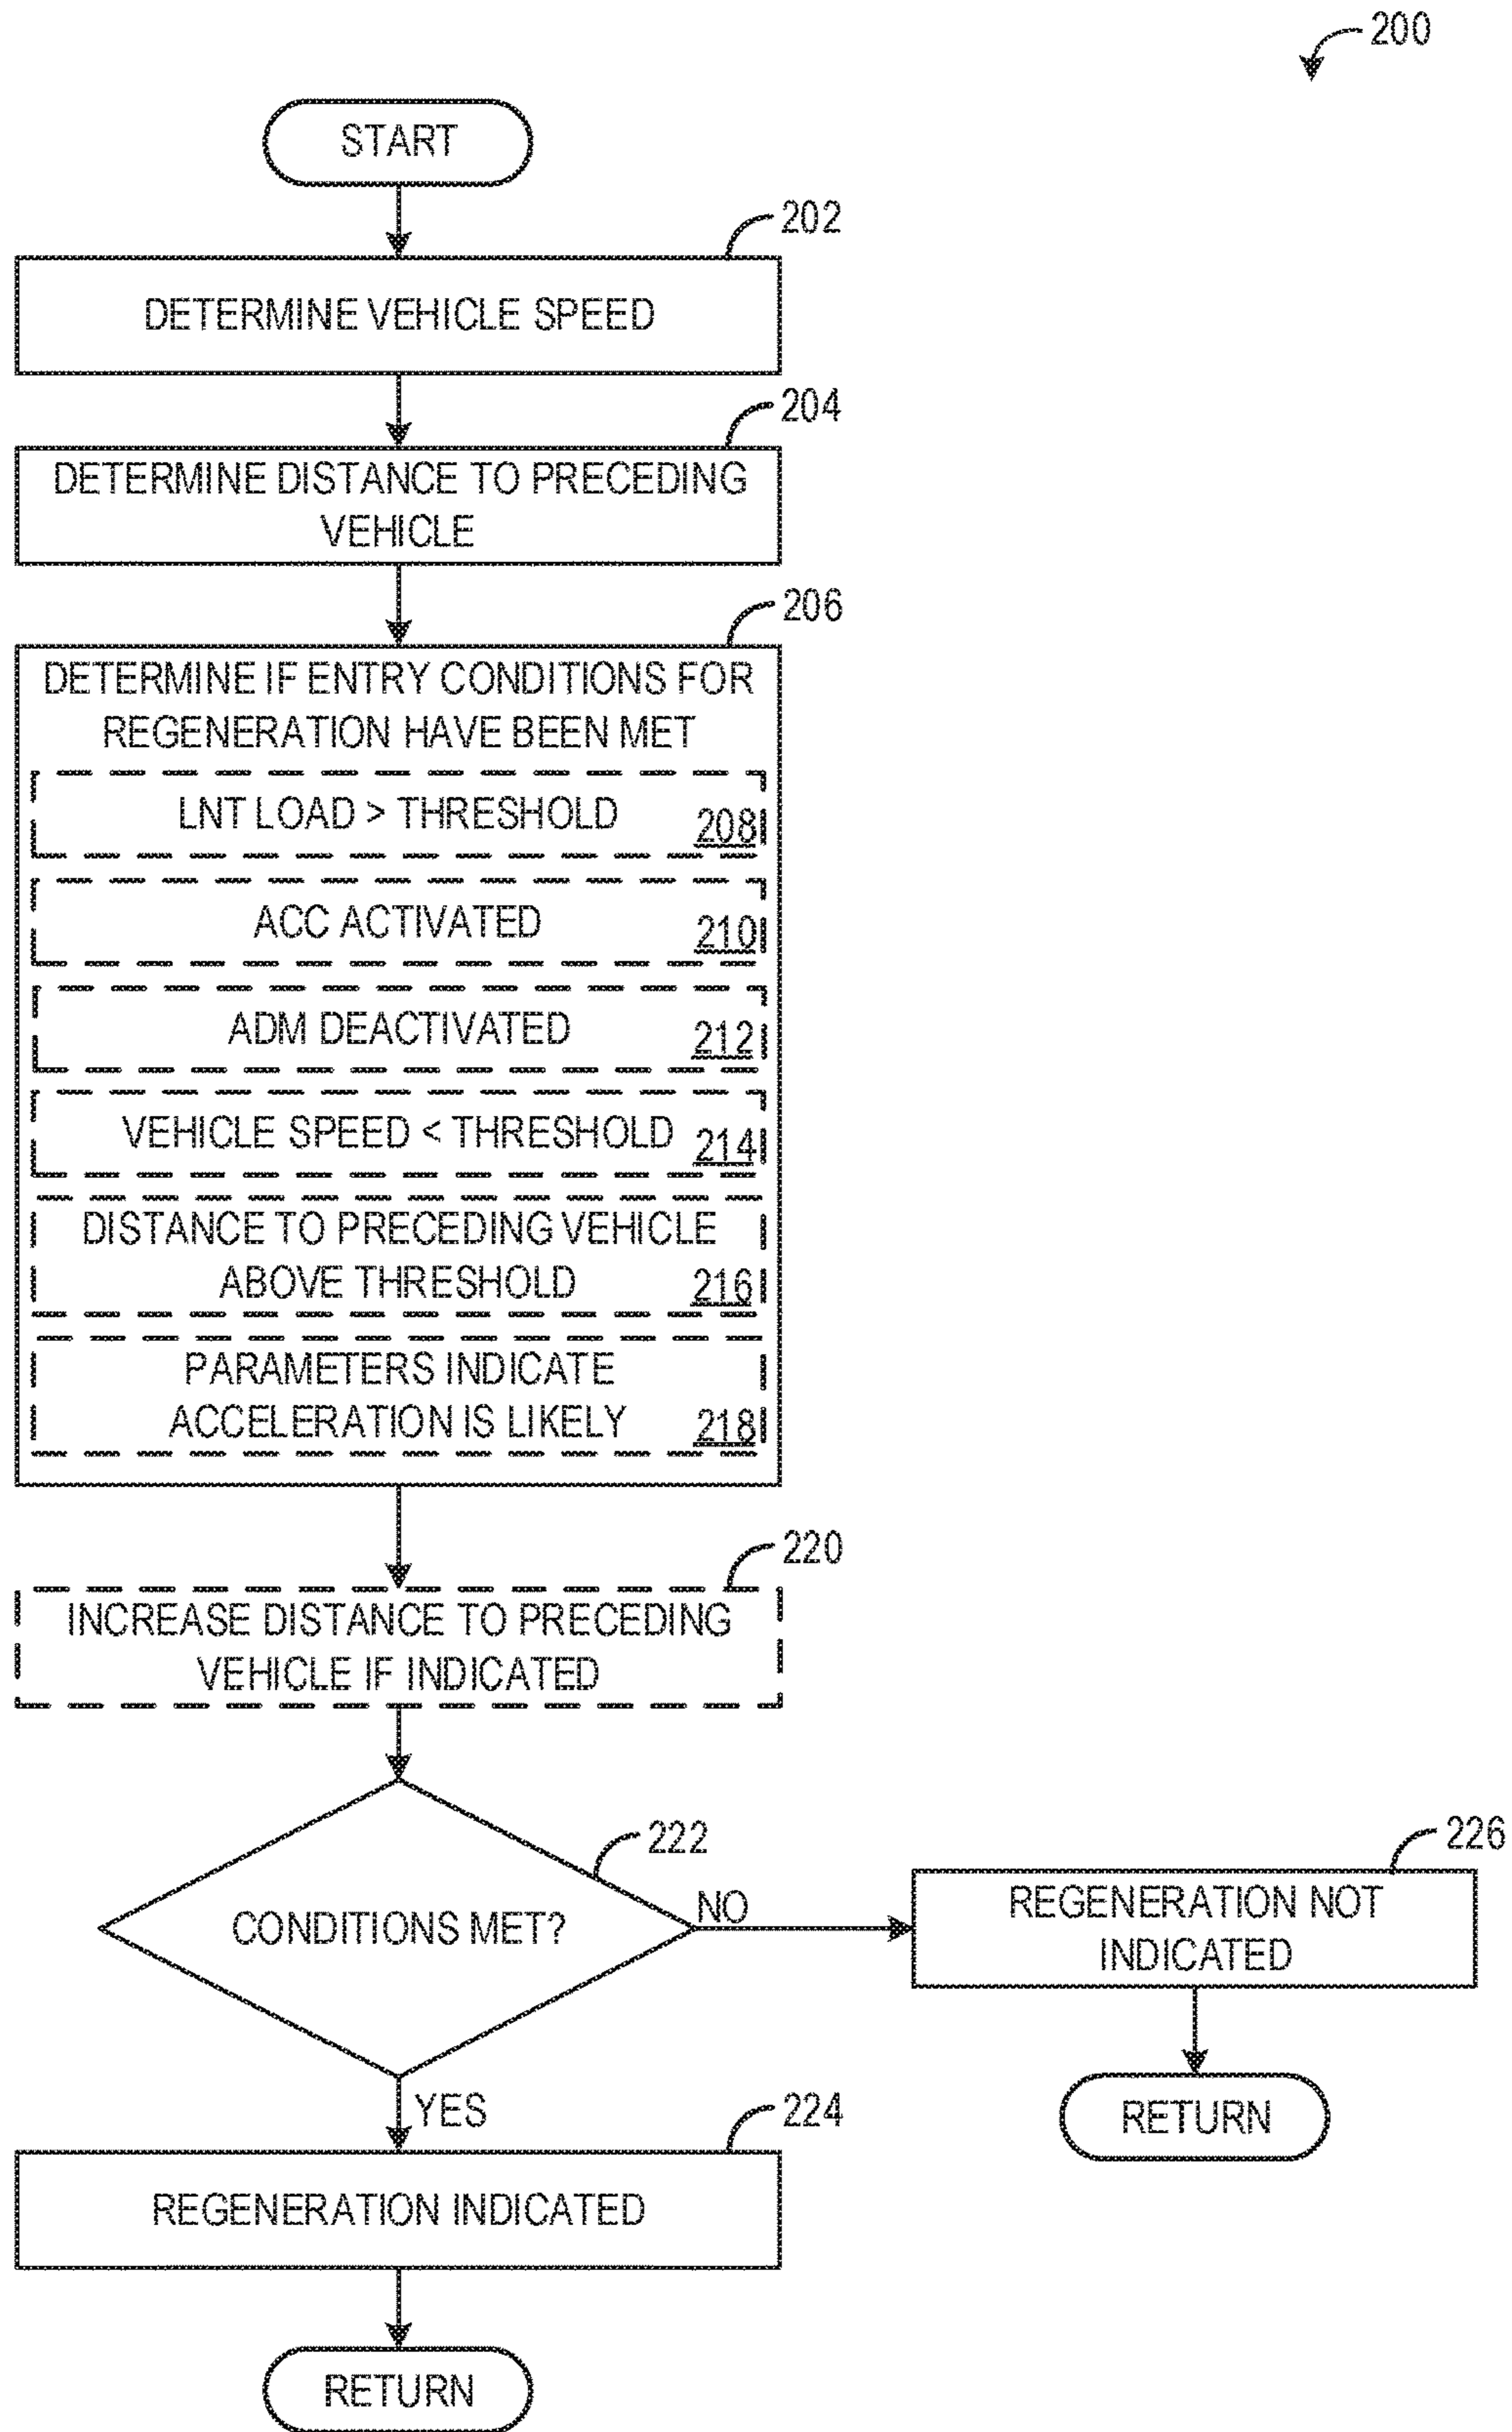 200
START
202
DETERMINE VEHICLE SPEED
204
DETERMINE DISTANCE TO PRECEDING
VEHICLE
206
DETERMINE IF ENTRY CONDITIONS FOR
REGENERATION HAVE BEEN MET
LNT LOAD > THRESHOLD 208
ACC ACTIVATED 210
ADM DEACTIVATED 212
VEHICLE SPEED < THRESHOLD 214
DISTANCE TO PRECEDING VEHICLE
ABOVE THRESHOLD 216
PARAMETERS INDICATE
ACCELERATION IS LIKELY 218
220
INCREASE DISTANCE TO PRECEDING
VEHICLE IF INDICATED
222
CONDITIONS MET?
NO
226
REGENERATION NOT
INDICATED
RETURN
YES
224
REGENERATION INDICATED
RETURN